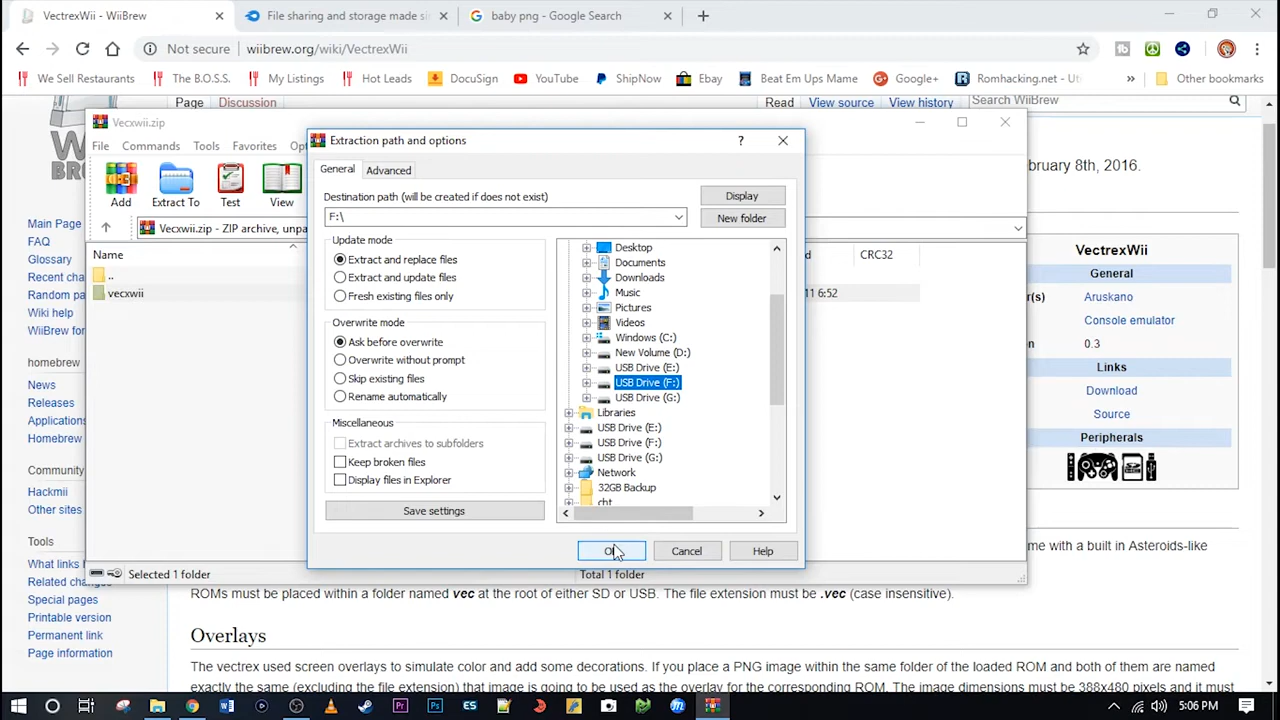 VectrexWii - WiiBrew
File sharing and storage made si
baby png - Google Search
Not secure
wiibrew.org/wiki/VectrexWii
We Sell Restaurants
The B.O.S.S.
My Listings
Hot Leads
DocuSign
YouTube
ShipNow
Ebay
Beat Em Ups Mame
Google+
Romhacking.net - Ut
»
Other bookmarks
Page
Discussion
Read
View source
View history
Search WiiBrew
Vecxwii.zip
File
Commands
Tools
Favorites
Opt
Add
Extract To
Test
View
Vecxwii.zip - ZIP archive, unpa
Name
CRC32
..
vecxwii
11 6:52
Selected 1 folder
Total 1 folder
Extraction path and options
?
General
Advanced
Destination path (will be created if does not exist)
F:\
Display
New folder
Update mode
Extract and replace files
Extract and update files
Fresh existing files only
Overwrite mode
Ask before overwrite
Overwrite without prompt
Skip existing files
Rename automatically
Miscellaneous
Extract archives to subfolders
Keep broken files
Display files in Explorer
Save settings
Desktop
Documents
Downloads
Music
Pictures
Videos
Windows (C:)
New Volume (D:)
USB Drive (E:)
USB Drive (F:)
USB Drive (G:)
Libraries
USB Drive (E:)
USB Drive (F:)
USB Drive (G:)
Network
32GB Backup
cht
Cancel
Help
Main Page
FAQ
Glossary
Recent cha
Random pa
Wiki help
WiiBrew for
homebrew
News
Releases
Applications
Homebrew
Community
Hackmii
Other sites
Tools
What links h
Related chang
Special pages
Printable version
Permanent link
Page information
ebruary 8th, 2016.
VectrexWii
General
r(s) Aruskano
Console emulator
n 0.3
Links
Download
Source
Peripherals
me with a built in Asteroids-like
ROMs must be placed within a folder named vec at the root of either SD or USB. The file extension must be .vec (case insensitive).
Overlays
The vectrex used screen overlays to simulate color and add some decorations. If you place a PNG image within the same folder of the loaded ROM and both of them are named
exactly the same (excluding the file extension) that image is going to be used as the overlay for the corresponding ROM. The image dimensions must be 388x480 pixels and it must
5:06 PM